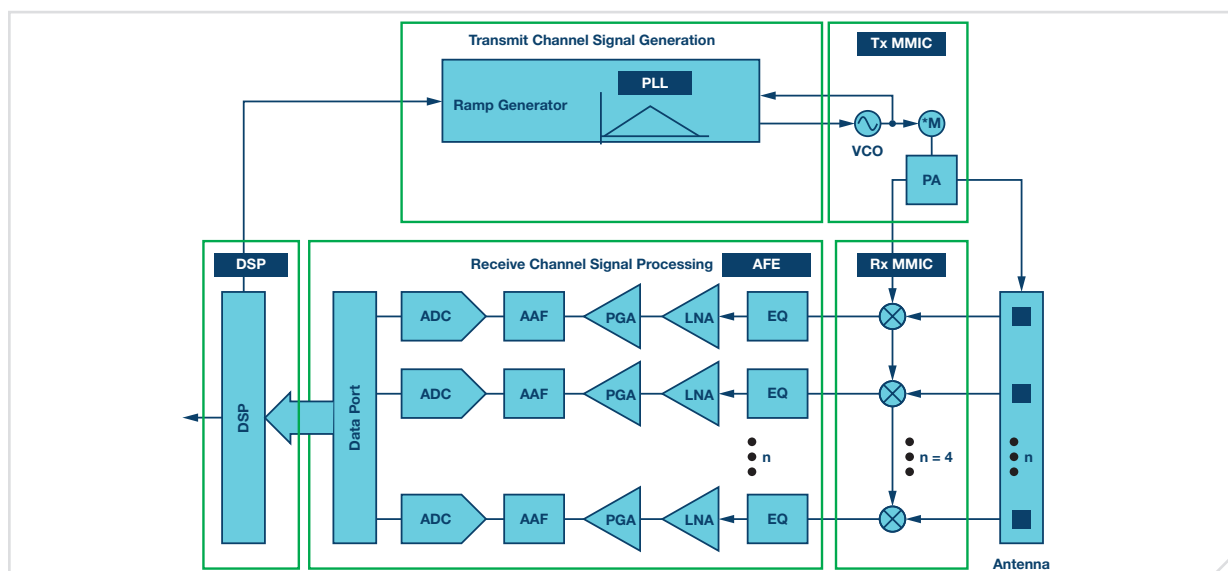 Transmit Channel Signal Generation
Tx MMIC
PLL
Ramp Generator
*M
VCO
PA
DSP
Receive Channel Signal Processing
AFE
Rx MMIC
DSP
Data Port
ADC
AAF
PGA
LNA
EQ
ADC
AAF
PGA
LNA
EQ
n
n = 4
n
ADC
AAF
PGA
LNA
EQ
Antenna